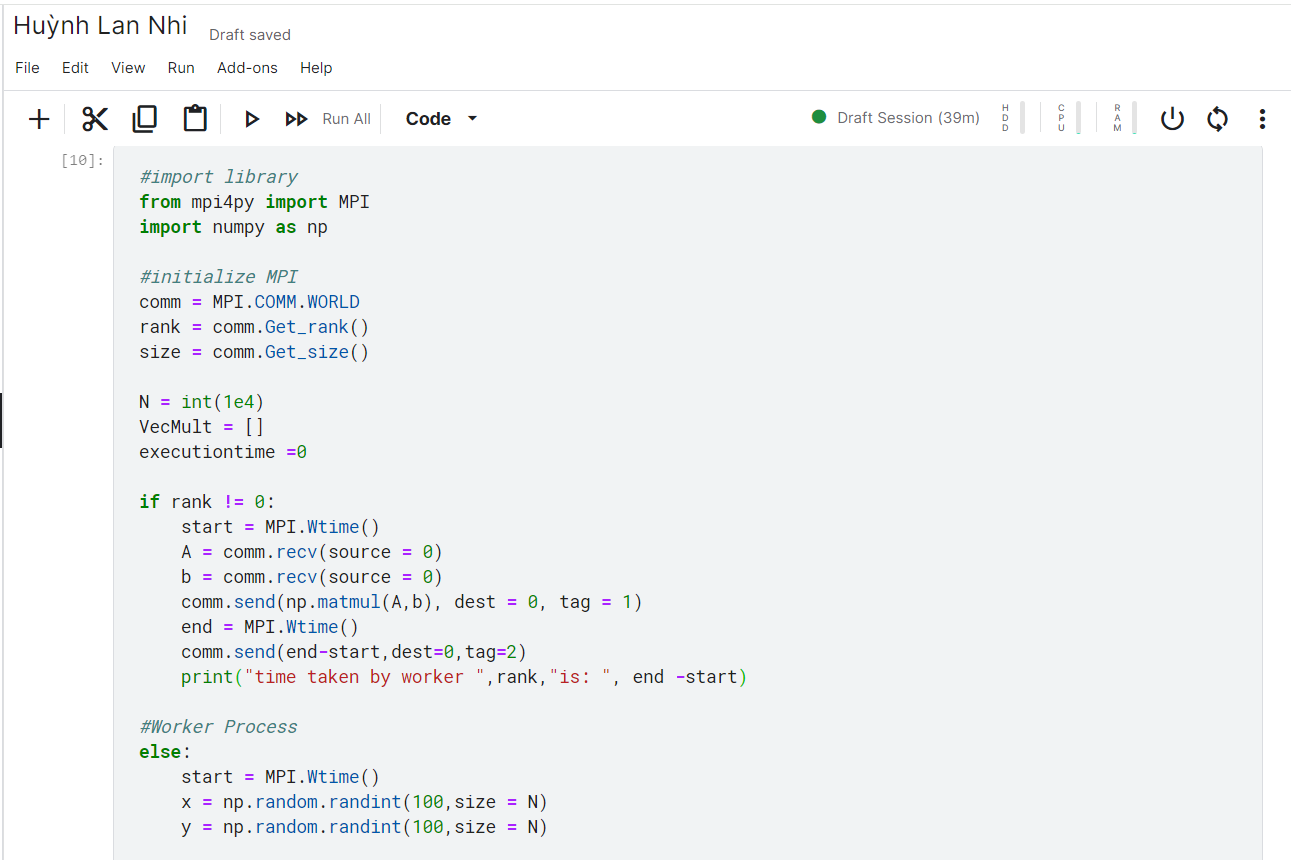 Huỳnh Lan Nhi Draft saved
File Edit View Run Add-ons Help
Run All Code Draft Session (39m) HDD CPU RAM
[10]:
#import library
from mpi4py import MPI
import numpy as np
#initialize MPI
comm = MPI.COMM.WORLD
rank = comm.Get_rank()
size = comm.Get_size()
N = int(1e4)
VecMult = []
executiontime =0
if rank != 0:
    start = MPI.Wtime()
    A = comm.recv(source = 0)
    b = comm.recv(source = 0)
    comm.send(np.matmul(A,b), dest = 0, tag = 1)
    end = MPI.Wtime()
    comm.send(end-start,dest=0,tag=2)
    print("time taken by worker ",rank,"is: ", end -start)
#Worker Process
else:
    start = MPI.Wtime()
    x = np.random.randint(100,size = N)
    y = np.random.randint(100,size = N)